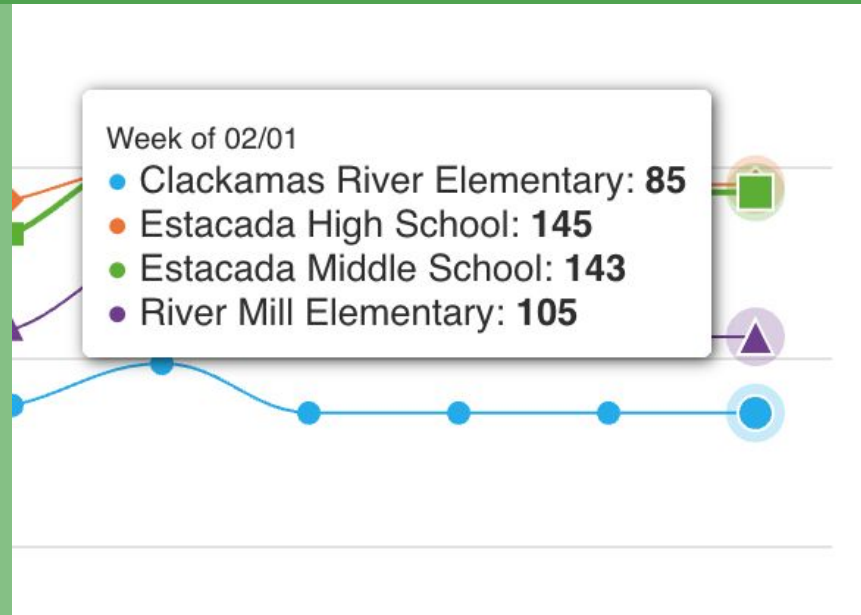 Week of 02/01
Clackamas River Elementary: 85
Estacada High School: 145
Estacada Middle School: 143
River Mill Elementary: 105